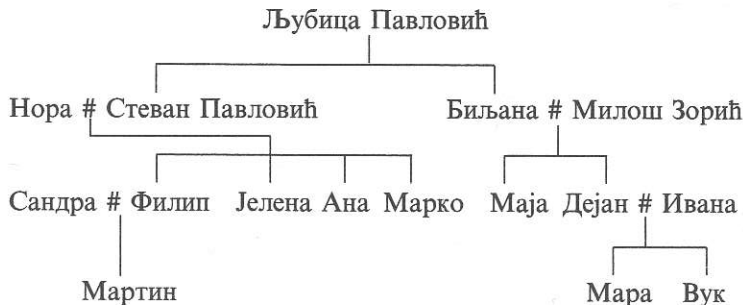 Љубица Павловић
Нора # Стеван Павловић Биљана # Милош Зорић
Сандра # Филип Јелена Ана Марко Маја Дејан # Ивана
Мартин Мара Вук